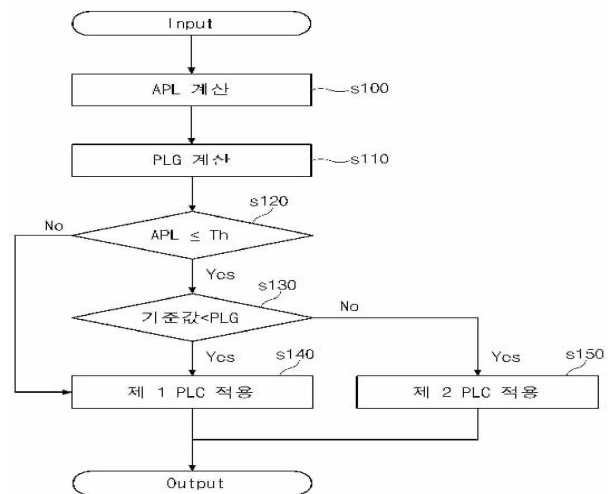 Input
APL 계산
s100
PLG 계산
s110
s120
No
APL ≤ Th
Yes
s130
기준값<PLG
No
Yes
s140
Yes
s150
제 1 PLC 적용
제 2 PLC 적용
Output